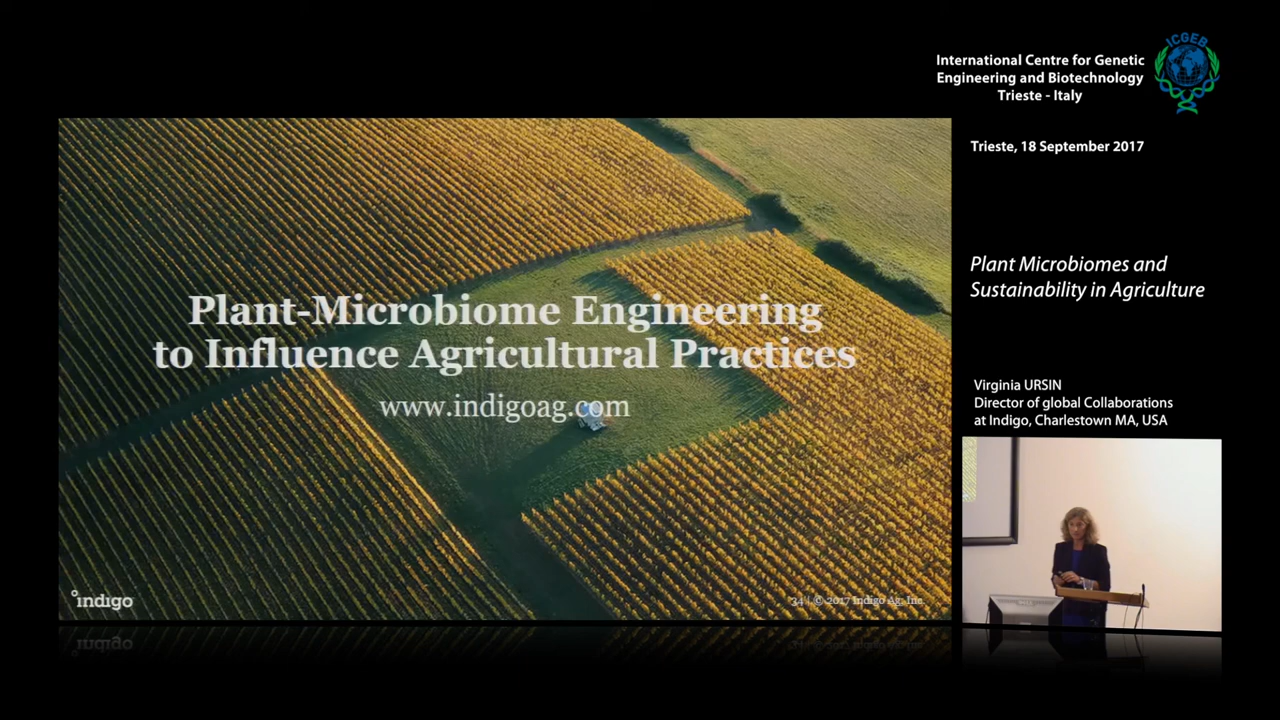 ICGEB
International Centre for Genetic
Engineering and Biotechnology
Trieste - Italy
Trieste, 18 September 2017
Plant Microbiomes and
Sustainability in Agriculture
Virginia URSIN
Director of global Collaborations
at Indigo, Charlestown MA, USA
Plant-Microbiome Engineering
to Influence Agricultural Practices
www.indigoag.com
indigo
34 | © 2017 Indigo Ag, Inc.